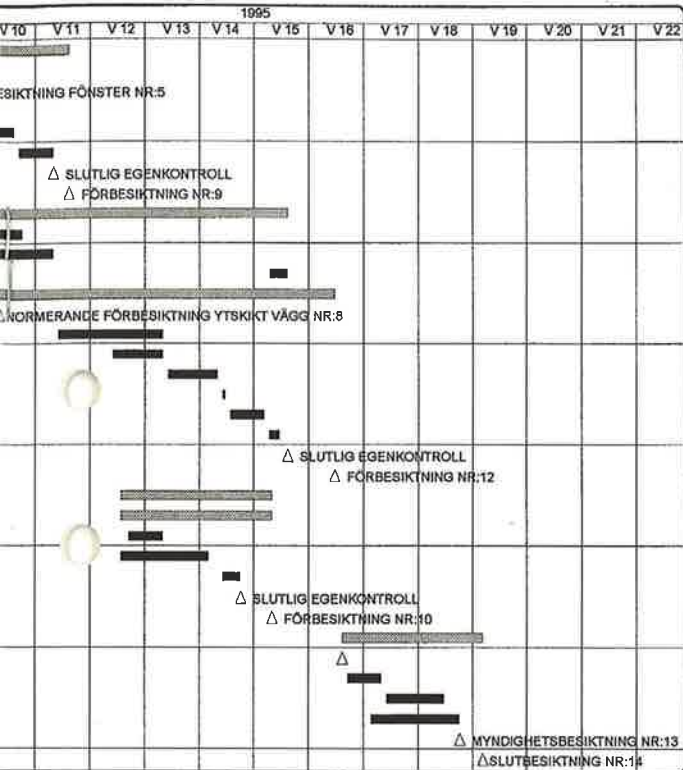 1995
V 10 V 11 V 12 V 13 V 14 V 15 V 16 V 17 V 18 V 19 V 20 V 21 V 22
ESIKTNING FÖNSTER NR:5
SLUTLIG EGENKONTROLL
FÖRBESIKTNING NR:9
NORMERANDE FÖRBESIKTNING YTSKIKT VÄGG NR:8
SLUTLIG EGENKONTROLL
FÖRBESIKTNING NR:12
SLUTLIG EGENKONTROLL
FÖRBESIKTNING NR:10
MYNDIGHETSBESIKTNING NR:13
SLUTBESIKTNING NR:14